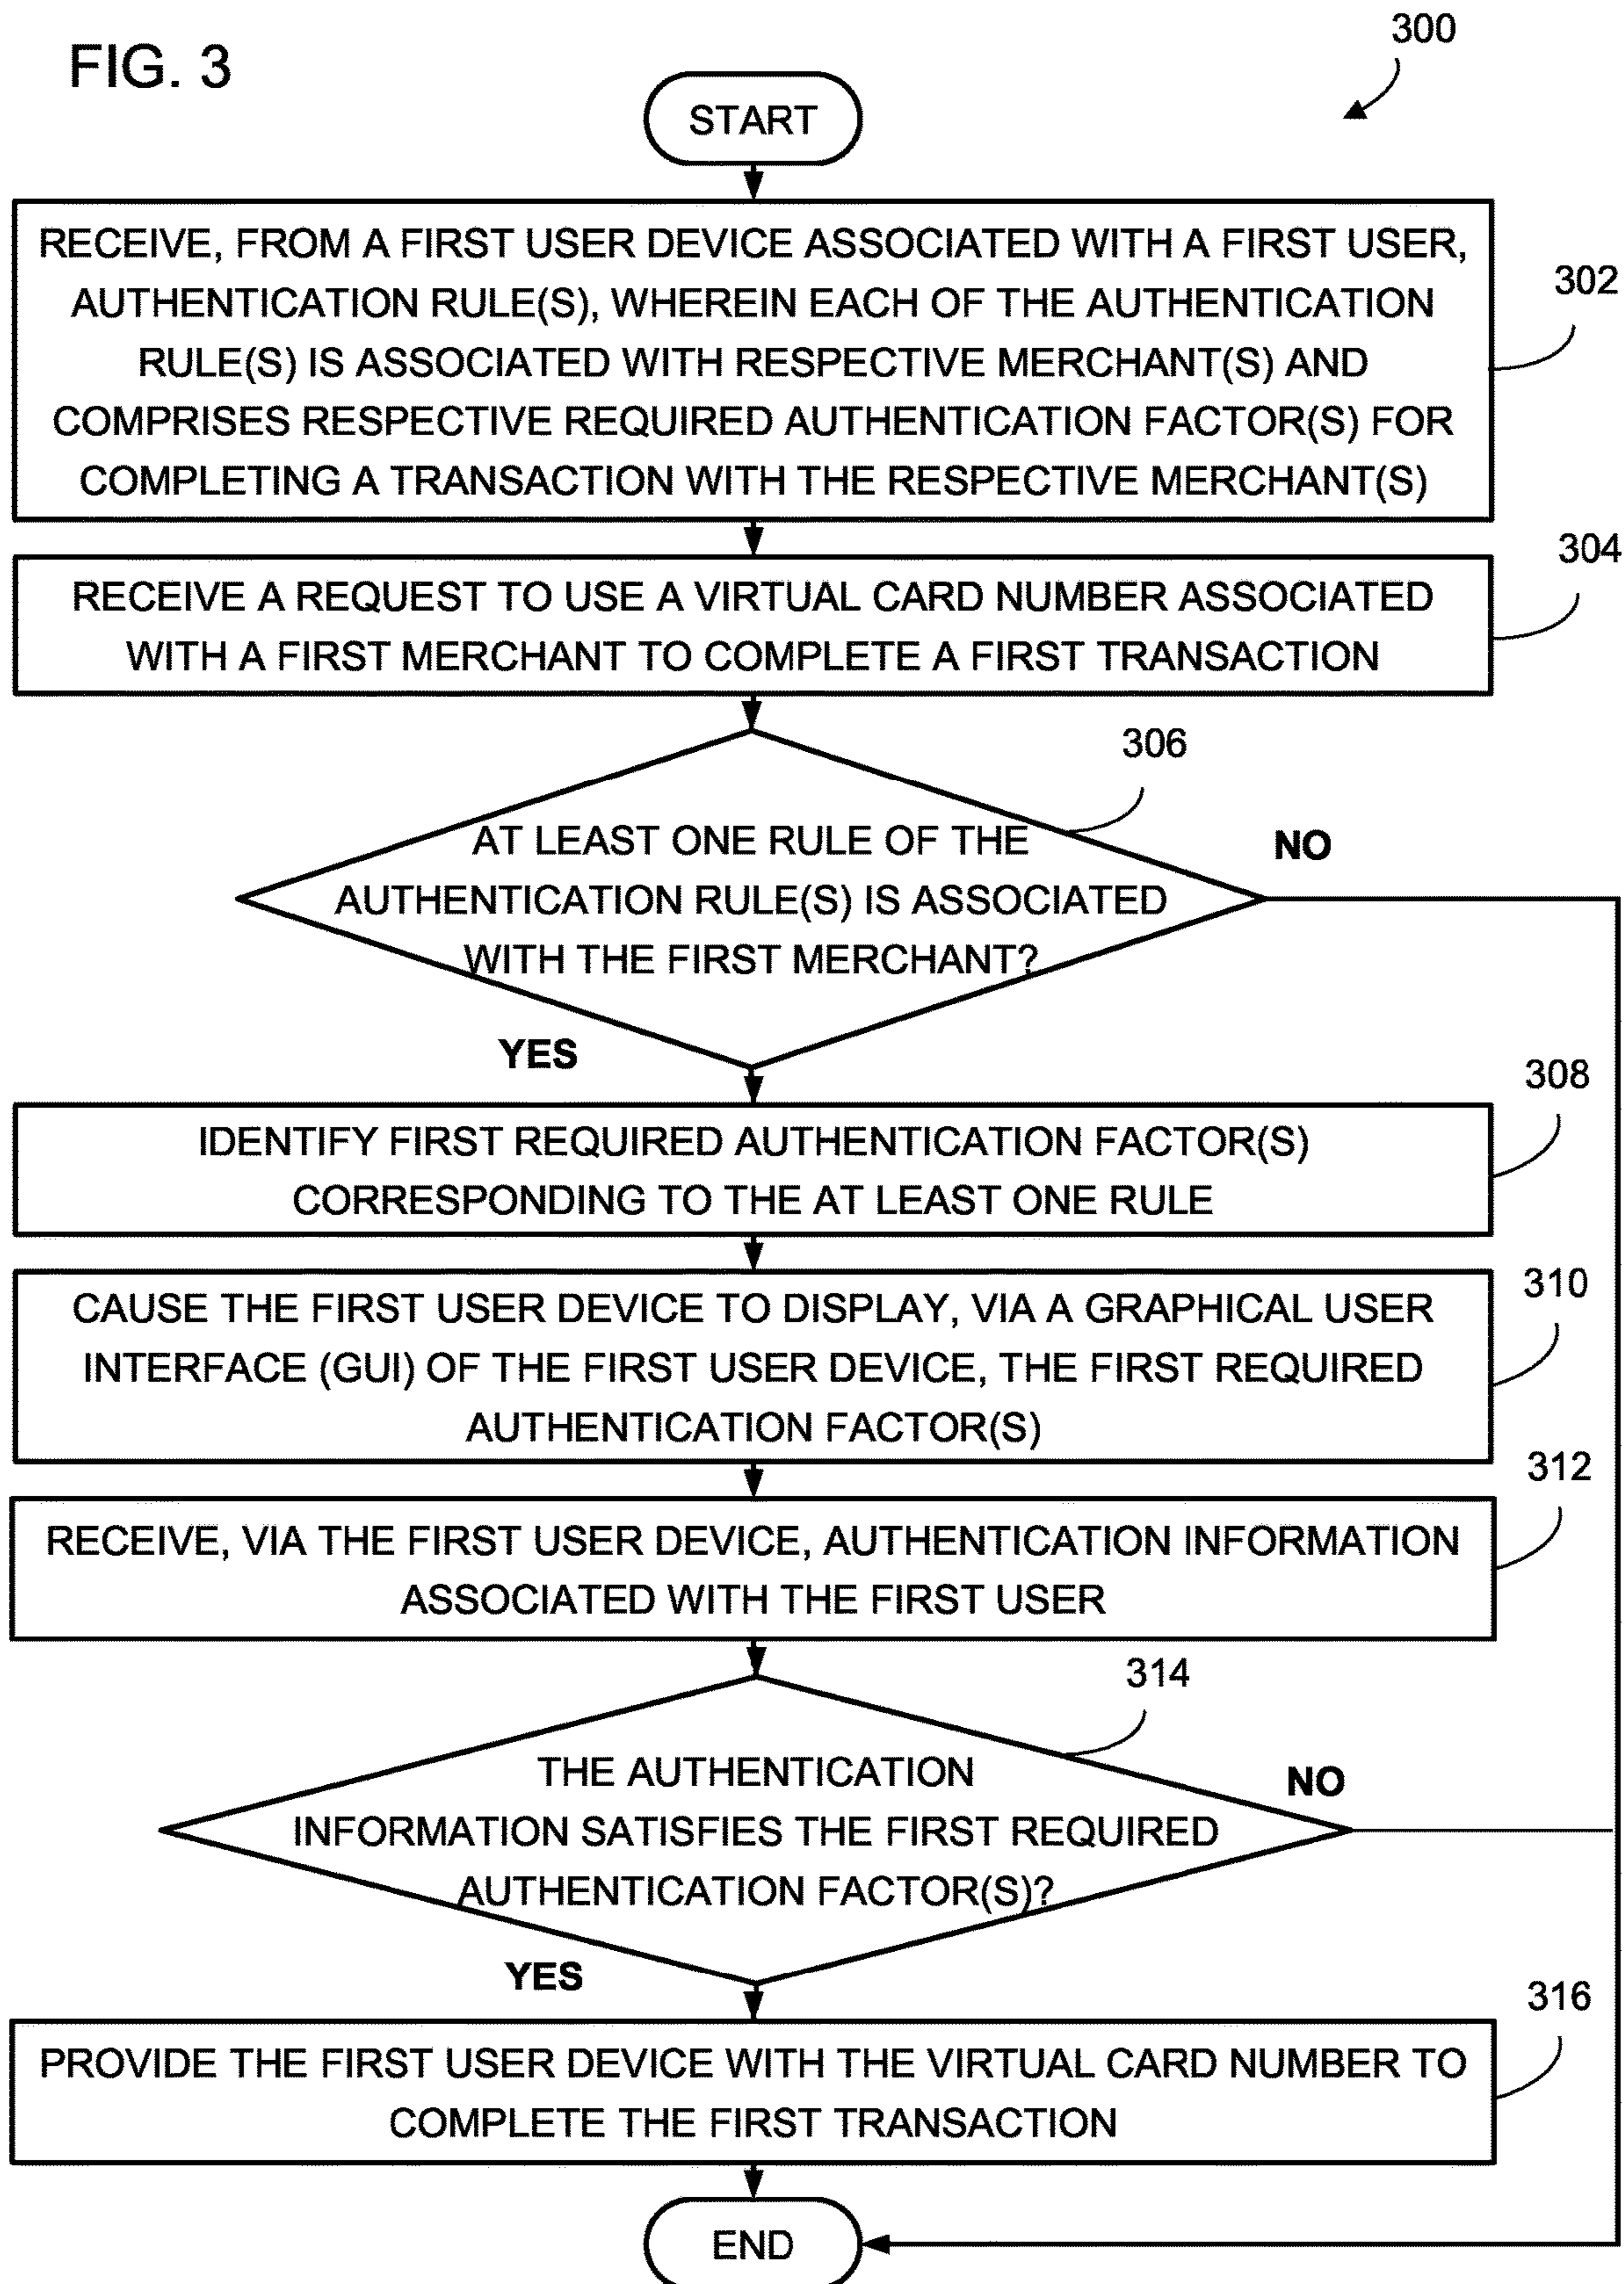 FIG. 3
300
START
RECEIVE, FROM A FIRST USER DEVICE ASSOCIATED WITH A FIRST USER,
AUTHENTICATION RULE(S), WHEREIN EACH OF THE AUTHENTICATION
RULE(S) IS ASSOCIATED WITH RESPECTIVE MERCHANT(S) AND
COMPRISES RESPECTIVE REQUIRED AUTHENTICATION FACTOR(S) FOR
COMPLETING A TRANSACTION WITH THE RESPECTIVE MERCHANT(S)
302
RECEIVE A REQUEST TO USE A VIRTUAL CARD NUMBER ASSOCIATED
WITH A FIRST MERCHANT TO COMPLETE A FIRST TRANSACTION
304
306
AT LEAST ONE RULE OF THE
AUTHENTICATION RULE(S) IS ASSOCIATED
WITH THE FIRST MERCHANT?
NO
YES
308
IDENTIFY FIRST REQUIRED AUTHENTICATION FACTOR(S)
CORRESPONDING TO THE AT LEAST ONE RULE
310
CAUSE THE FIRST USER DEVICE TO DISPLAY, VIA A GRAPHICAL USER
INTERFACE (GUI) OF THE FIRST USER DEVICE, THE FIRST REQUIRED
AUTHENTICATION FACTOR(S)
312
RECEIVE, VIA THE FIRST USER DEVICE, AUTHENTICATION INFORMATION
ASSOCIATED WITH THE FIRST USER
314
THE AUTHENTICATION
INFORMATION SATISFIES THE FIRST REQUIRED
AUTHENTICATION FACTOR(S)?
NO
YES
316
PROVIDE THE FIRST USER DEVICE WITH THE VIRTUAL CARD NUMBER TO
COMPLETE THE FIRST TRANSACTION
END